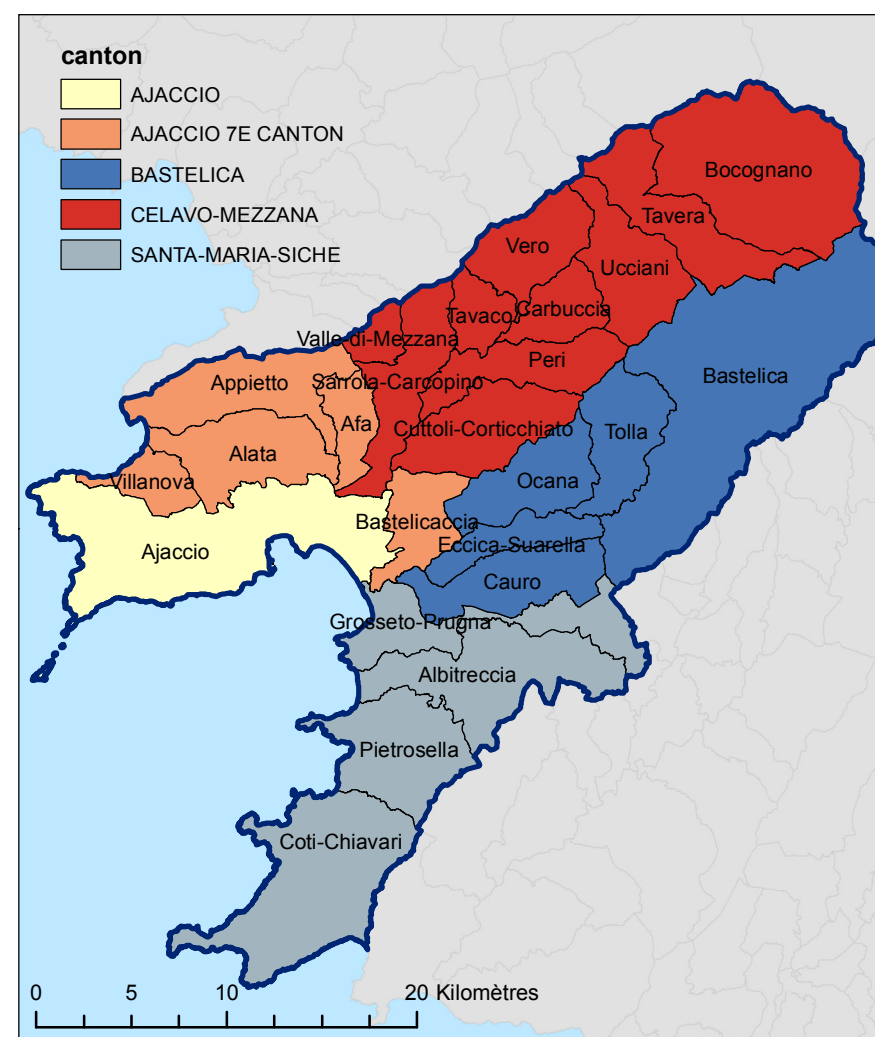 canton
AJACCIO
AJACCIO 7E CANTON
BASTELICA
CELAVO-MEZZANA
SANTA-MARIA-SICHE
Bocognano
Tavera
Vero
Ucciani
Carbuccia
Tavaco
Valle-di-Mezzana
Peri
Bastelica
Appietto
Sarrola-Carcopino
Afa
Cuttoli-Corticchiato
Tolla
Alata
Villanova
Ocana
Bastelicaccia
Eccica-Suarella
Ajaccio
Cauro
Grosseto-Prugna
Albitreccia
Pietrosella
Coti-Chiavari
0 5 10 20 Kilomètres